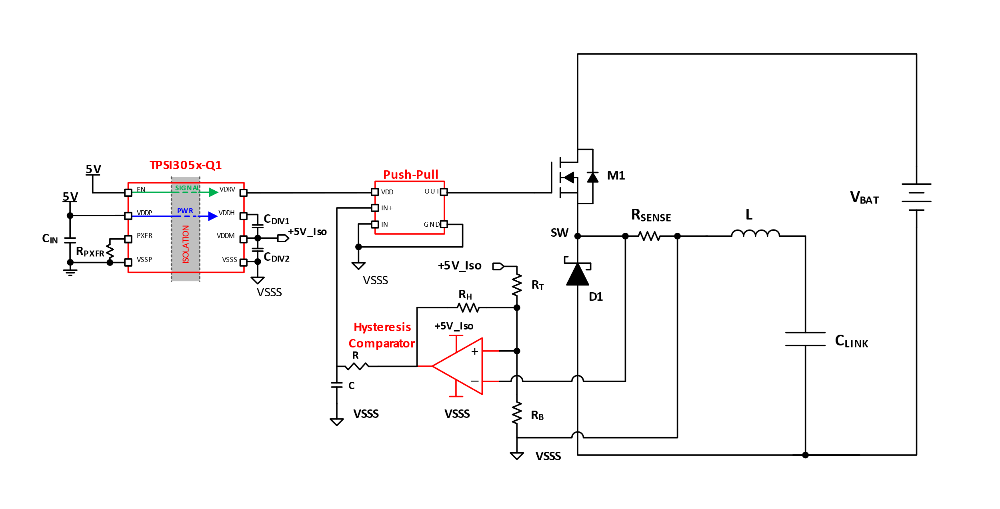 TPSI305x-Q1
5V
5V
EN
SIGNAL
VDRV
VDDP
PWR
VDDH
PXFR
VDDM
VSSP
VSSS
ISOLATION
CIN
RPXFR
CDIV1
+5V_Iso
CDIV2
VSSS
Push-Pull
VDD
OUT
IN+
IN-
GND
VSSS
M1
SW
RSENSE
L
VBAT
+5V_Iso
RT
D1
RH
Hysteresis
Comparator
+5V_Iso
R
C
+
−
VSSS
VSSS
RB
VSSS
CLINK